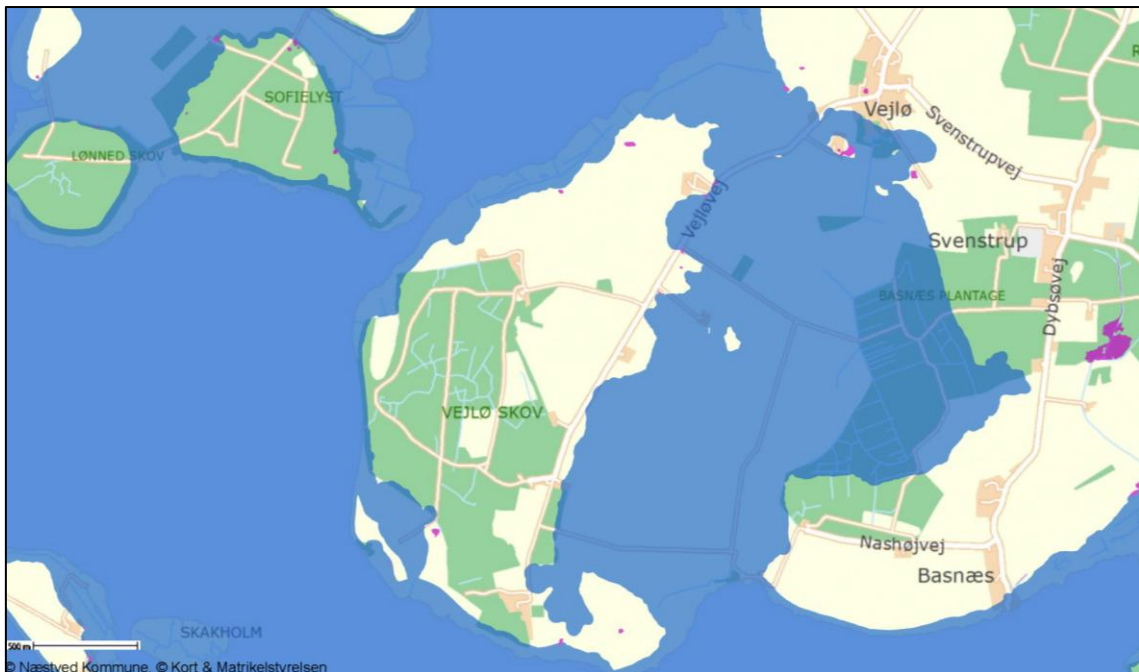 SOFIELYST
LØNNED SKOV
Vejlø
Svenstrupvej
Vejløvej
Svenstrup
BASNÆS PLANTAGE
Dybsøvej
R
VEJLØ SKOV
Nashøjvej
Basnæs
SKAKHOLM
500 m
© Næstved Kommune, © Kort & Matrikelstyrelsen